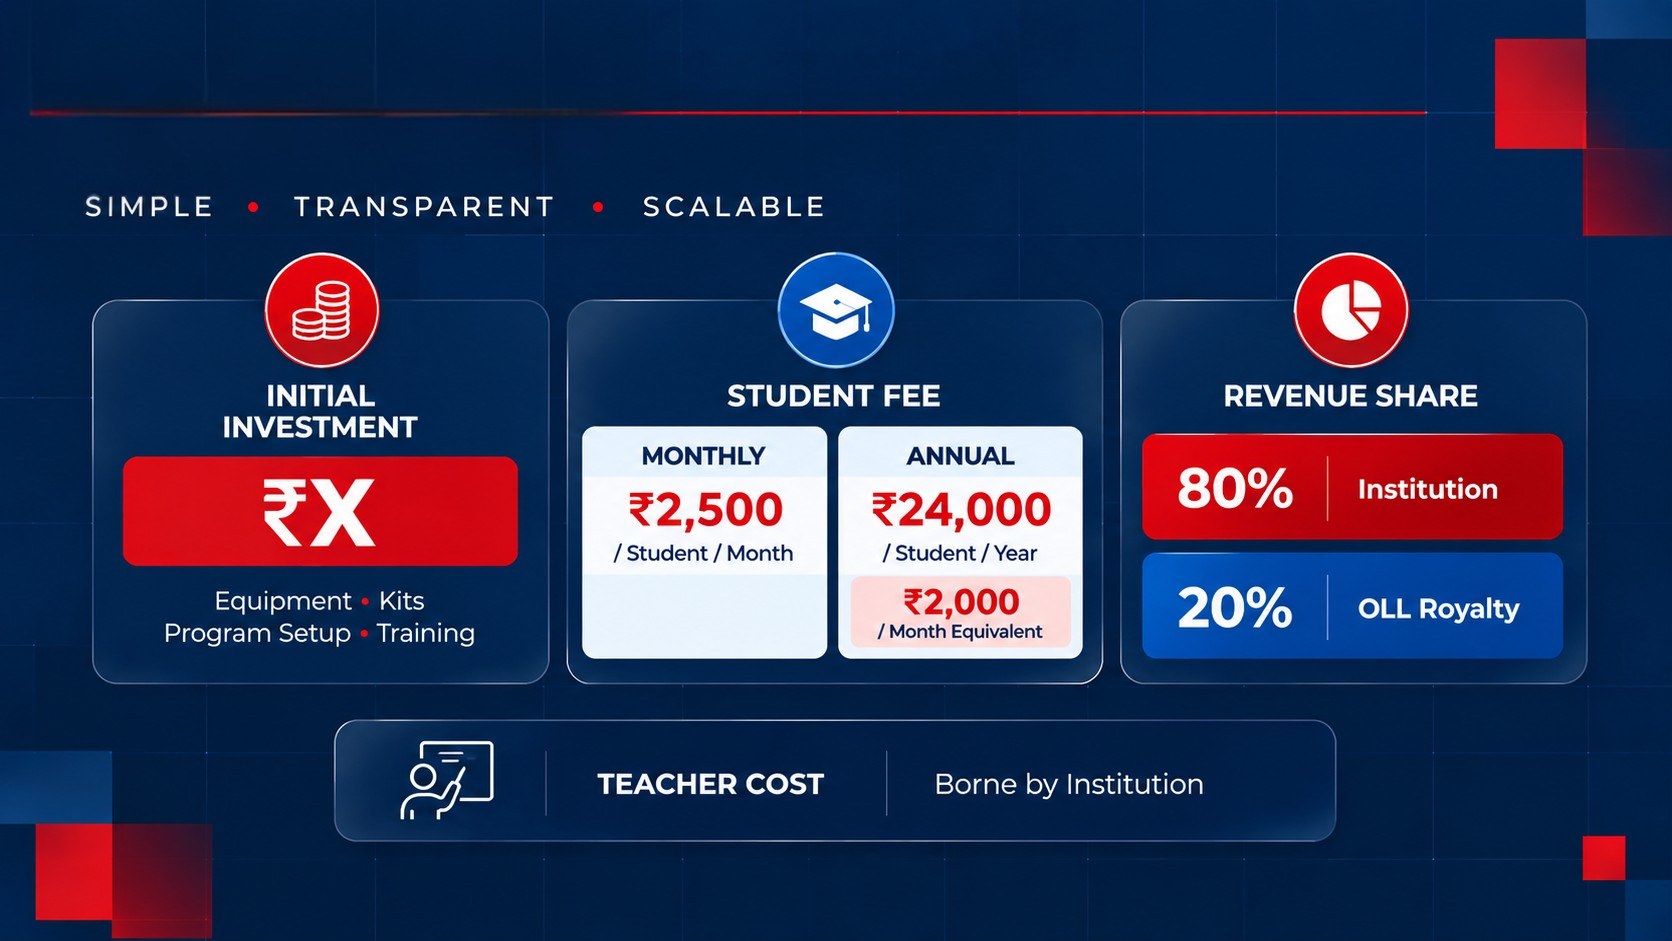 SIMPLE • TRANSPARENT • SCALABLE
INITIAL
INVESTMENT
₹X
Equipment • Kits
Program Setup • Training
STUDENT FEE
MONTHLY
₹2,500
/ Student / Month
ANNUAL
₹24,000
/ Student / Year
₹2,000
/ Month Equivalent
REVENUE SHARE
80% Institution
20% OLL Royalty
TEACHER COST Borne by Institution